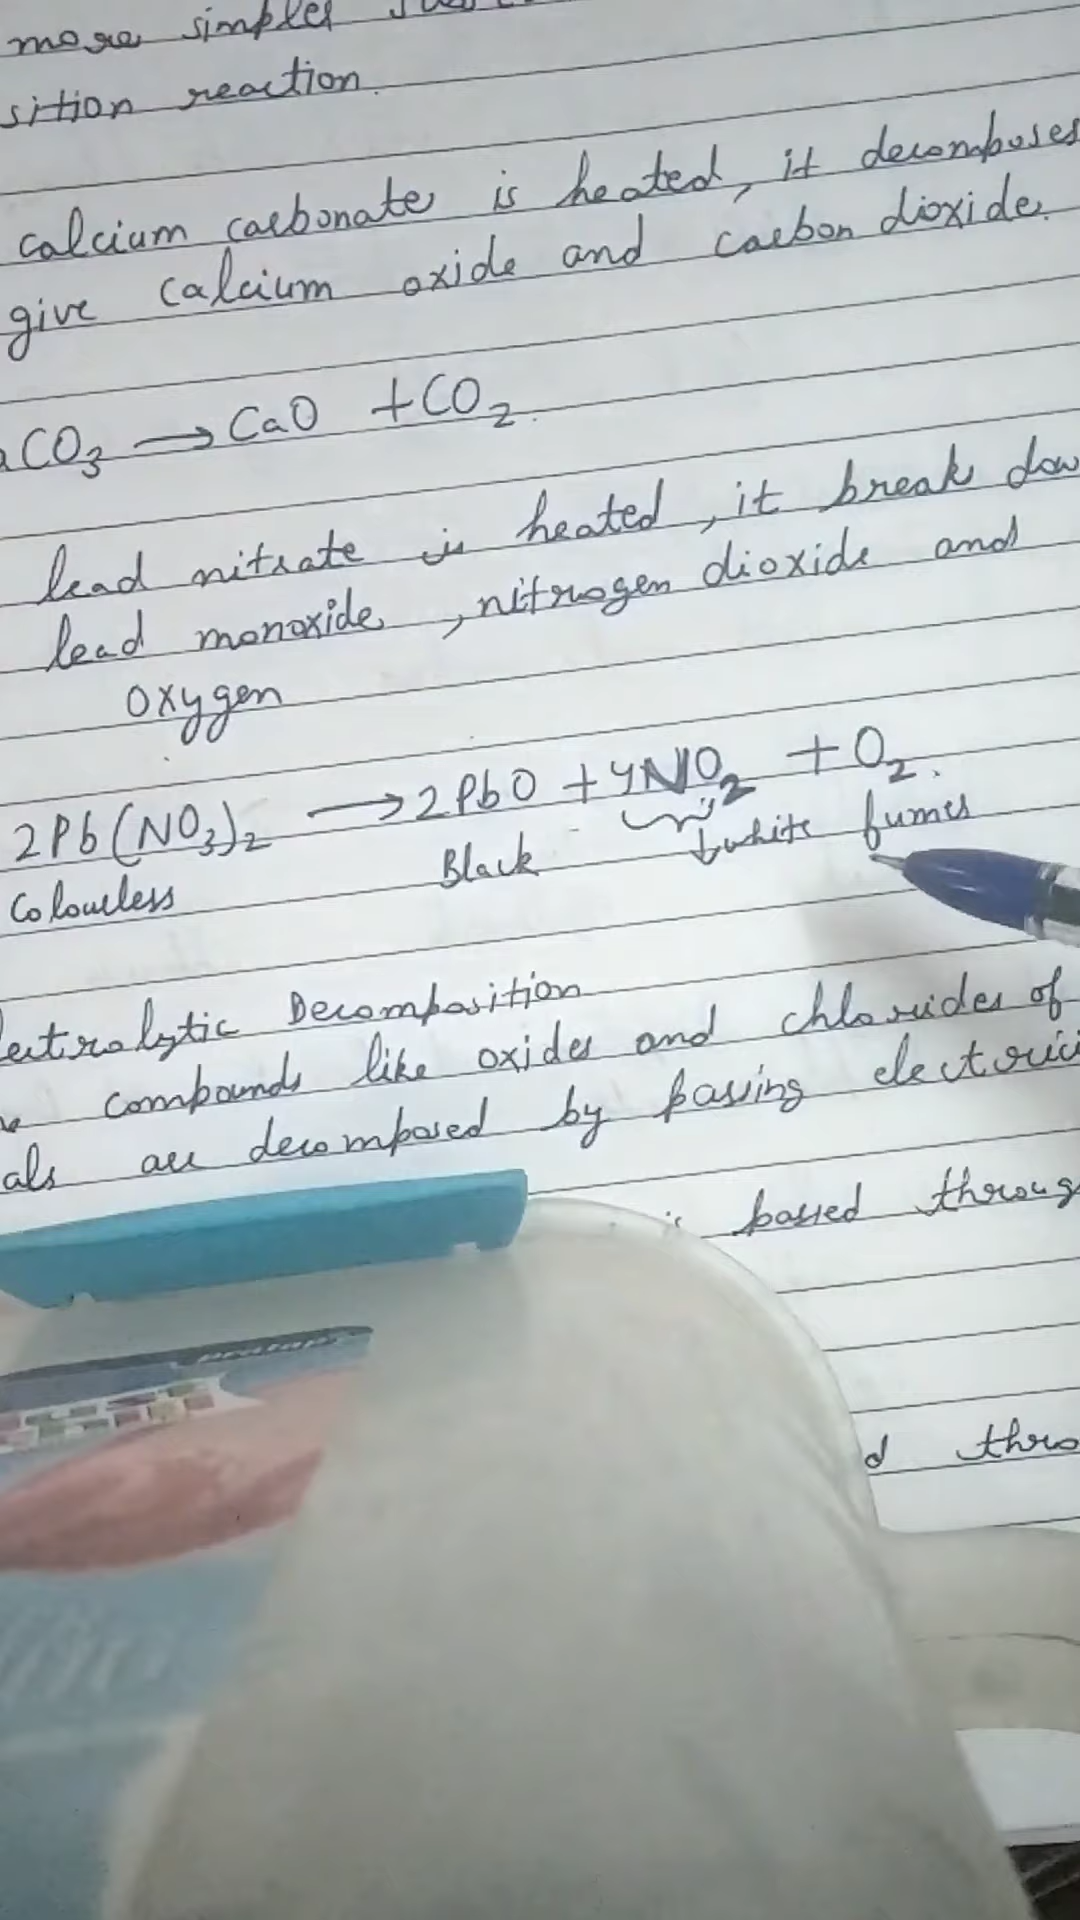 more simpler
sition reaction.
calcium carbonate is heated, it decomposes
give calcium oxide and carbon dioxide.
CO₃ → CaO + CO₂.
lead nitrate is heated, it break dow
lead monoxide, nitrogen dioxide and
oxygen
2Pb(NO₃)₂ → 2PbO + 4NO₂ + O₂.
Colourless Black ↓white fumes
lectrolytic Decomposition
compounds like oxides and chlorides of
als are decomposed by passing electrici
is passed throug
d thro